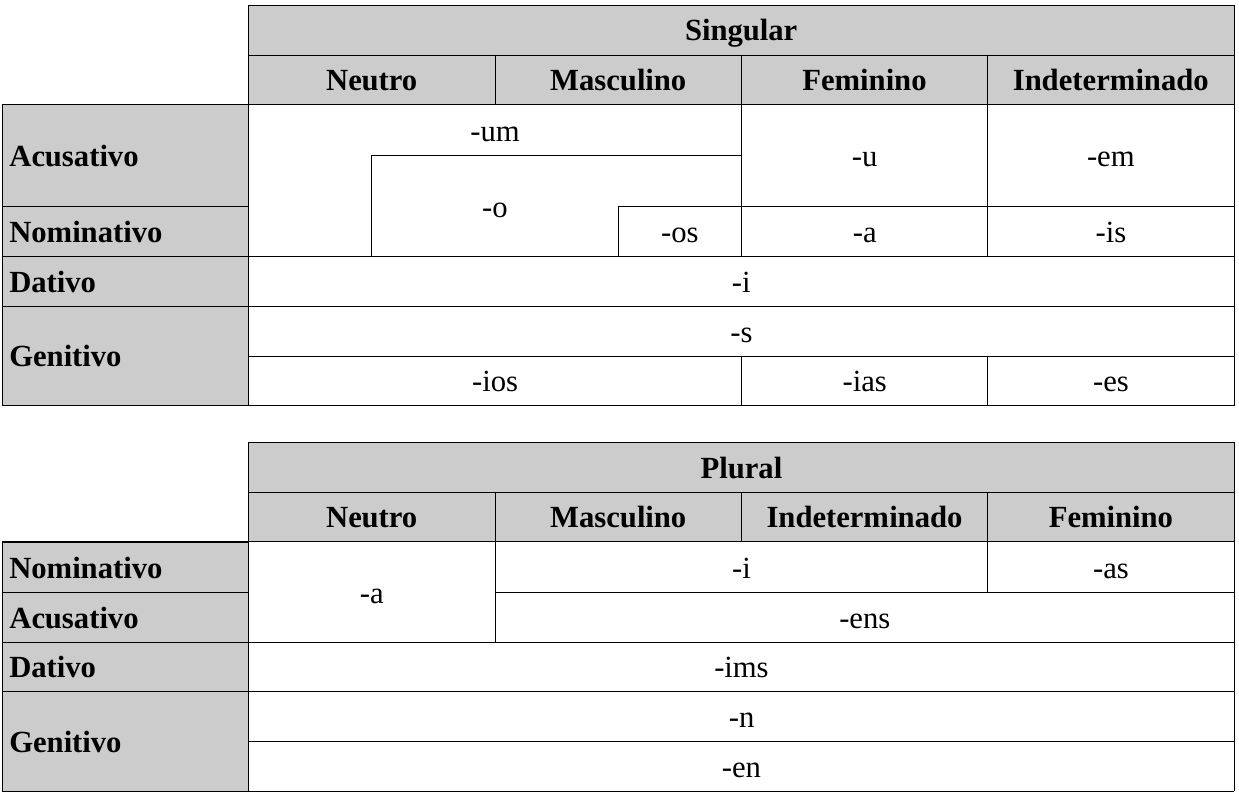 Singular
Neutro Masculino Feminino Indeterminado
Acusativo -um -u -em
-o
Nominativo -os -a -is
Dativo -i
Genitivo -s
-ios -ias -es
Plural
Neutro Masculino Indeterminado Feminino
Nominativo -a -i -as
Acusativo -ens
Dativo -ims
Genitivo -n
-en